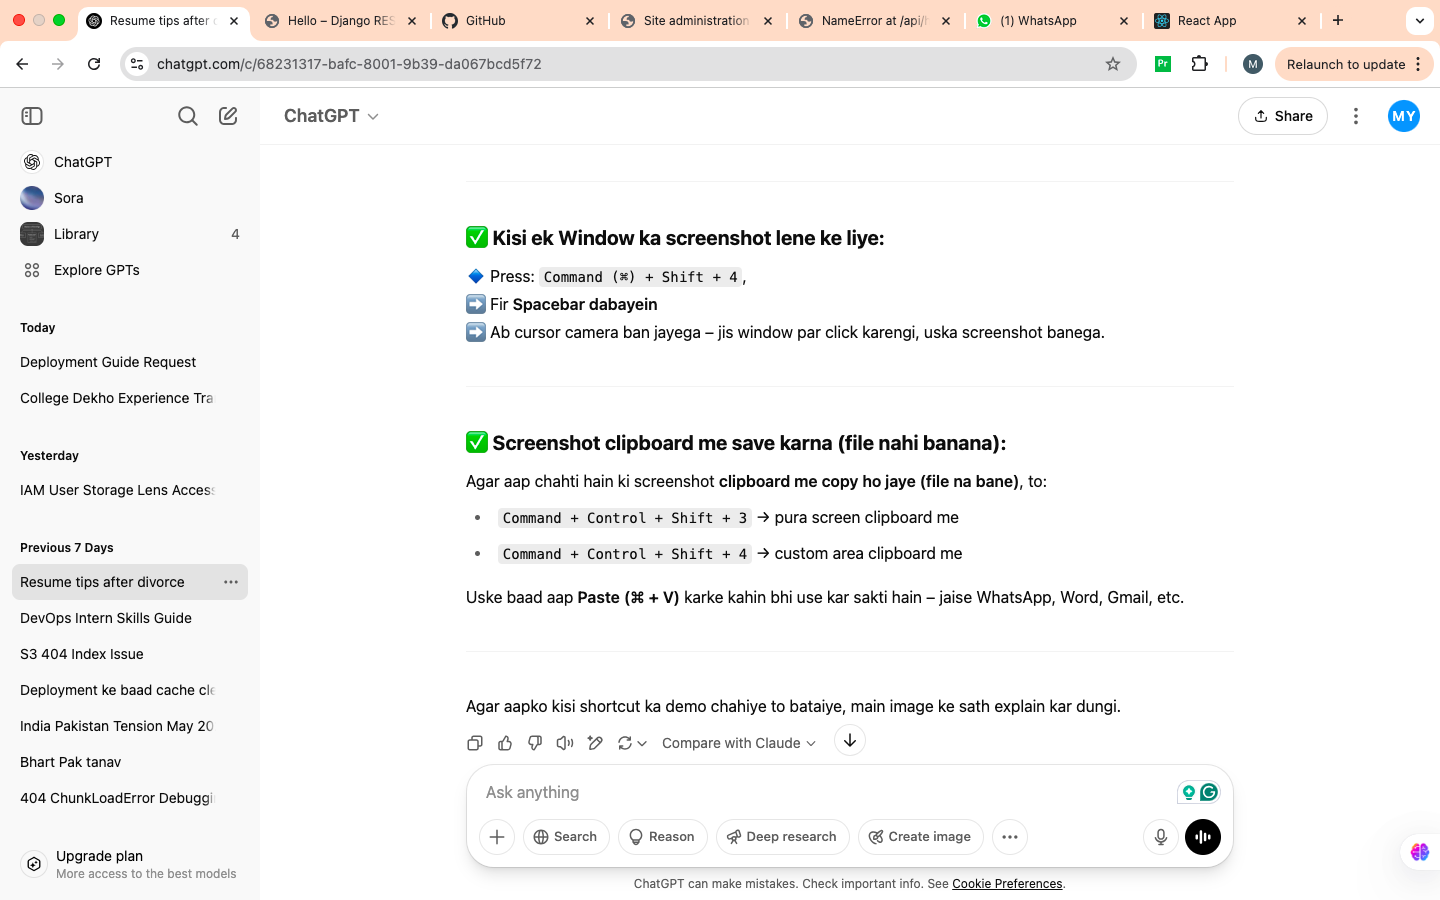 Resume tips after
Hello – Django RES
GitHub
Site administration
NameError at /api/
(1) WhatsApp
React App
chatgpt.com/c/68231317-bafc-8001-9b39-da067bcd5f72
Pr
M
Relaunch to update
ChatGPT
Sora
Library 4
Explore GPTs
Today
Deployment Guide Request
College Dekho Experience Tra
Yesterday
IAM User Storage Lens Access
Previous 7 Days
Resume tips after divorce
DevOps Intern Skills Guide
S3 404 Index Issue
Deployment ke baad cache cle
India Pakistan Tension May 20
Bhart Pak tanav
404 ChunkLoadError Debuggi
Upgrade plan
More access to the best models
ChatGPT
Share
MY
✅ Kisi ek Window ka screenshot lene ke liye:
🔹 Press: Command (⌘) + Shift + 4,
➡️ Fir Spacebar dabayein
➡️ Ab cursor camera ban jayega – jis window par click karengi, uska screenshot banega.
✅ Screenshot clipboard me save karna (file nahi banana):
Agar aap chahti hain ki screenshot clipboard me copy ho jaye (file na bane), to:
• Command + Control + Shift + 3 → pura screen clipboard me
• Command + Control + Shift + 4 → custom area clipboard me
Uske baad aap Paste (⌘ + V) karke kahin bhi use kar sakti hain – jaise WhatsApp, Word, Gmail, etc.
Agar aapko kisi shortcut ka demo chahiye to bataiye, main image ke sath explain kar dungi.
Compare with Claude
Ask anything
Search
Reason
Deep research
Create image
ChatGPT can make mistakes. Check important info. See Cookie Preferences.